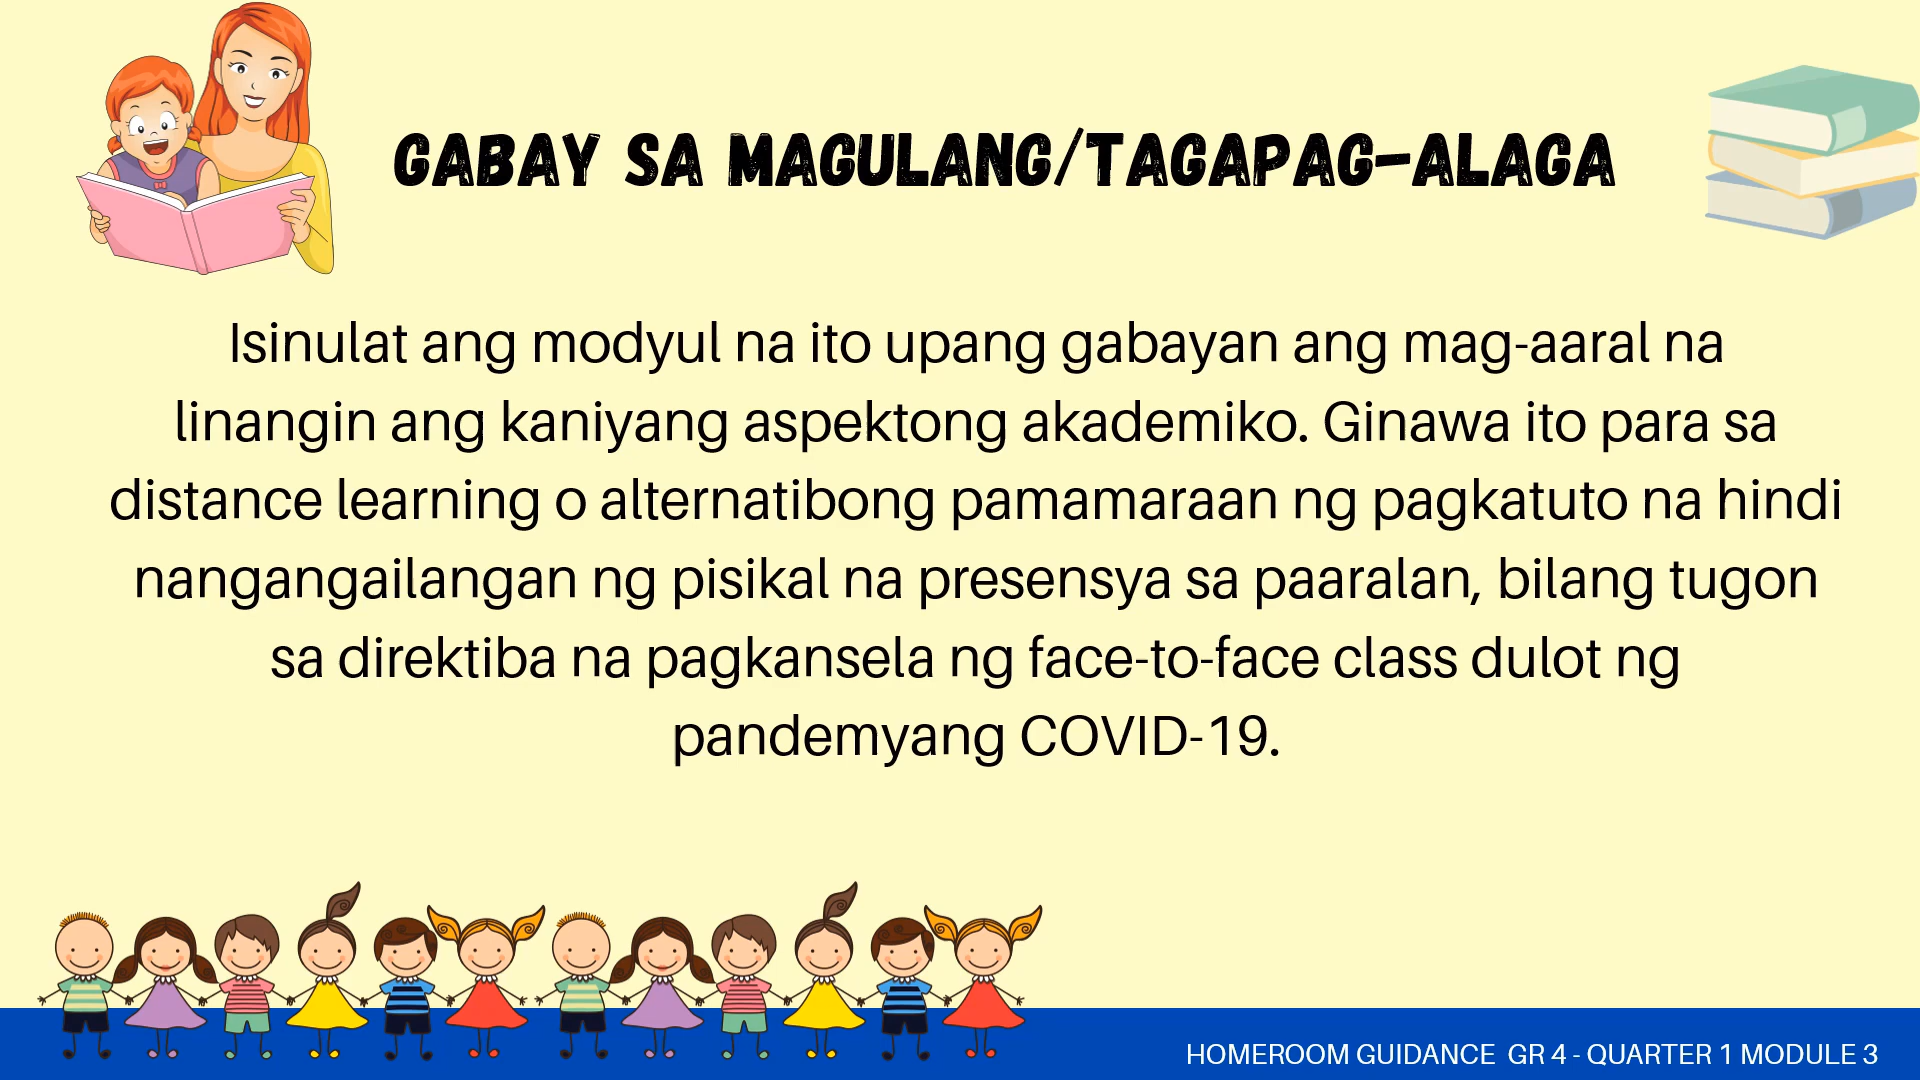 GABAY SA MAGULANG/TAGAPAG-ALAGA
Isinulat ang modyul na ito upang gabayan ang mag-aaral na
linangin ang kaniyang aspektong akademiko. Ginawa ito para sa
distance learning o alternatibong pamamaraan ng pagkatuto na hindi
nangangailangan ng pisikal na presensya sa paaralan, bilang tugon
sa direktiba na pagkansela ng face-to-face class dulot ng
pandemyang COVID-19.
HOMEROOM GUIDANCE GR 4 - QUARTER 1 MODULE 3